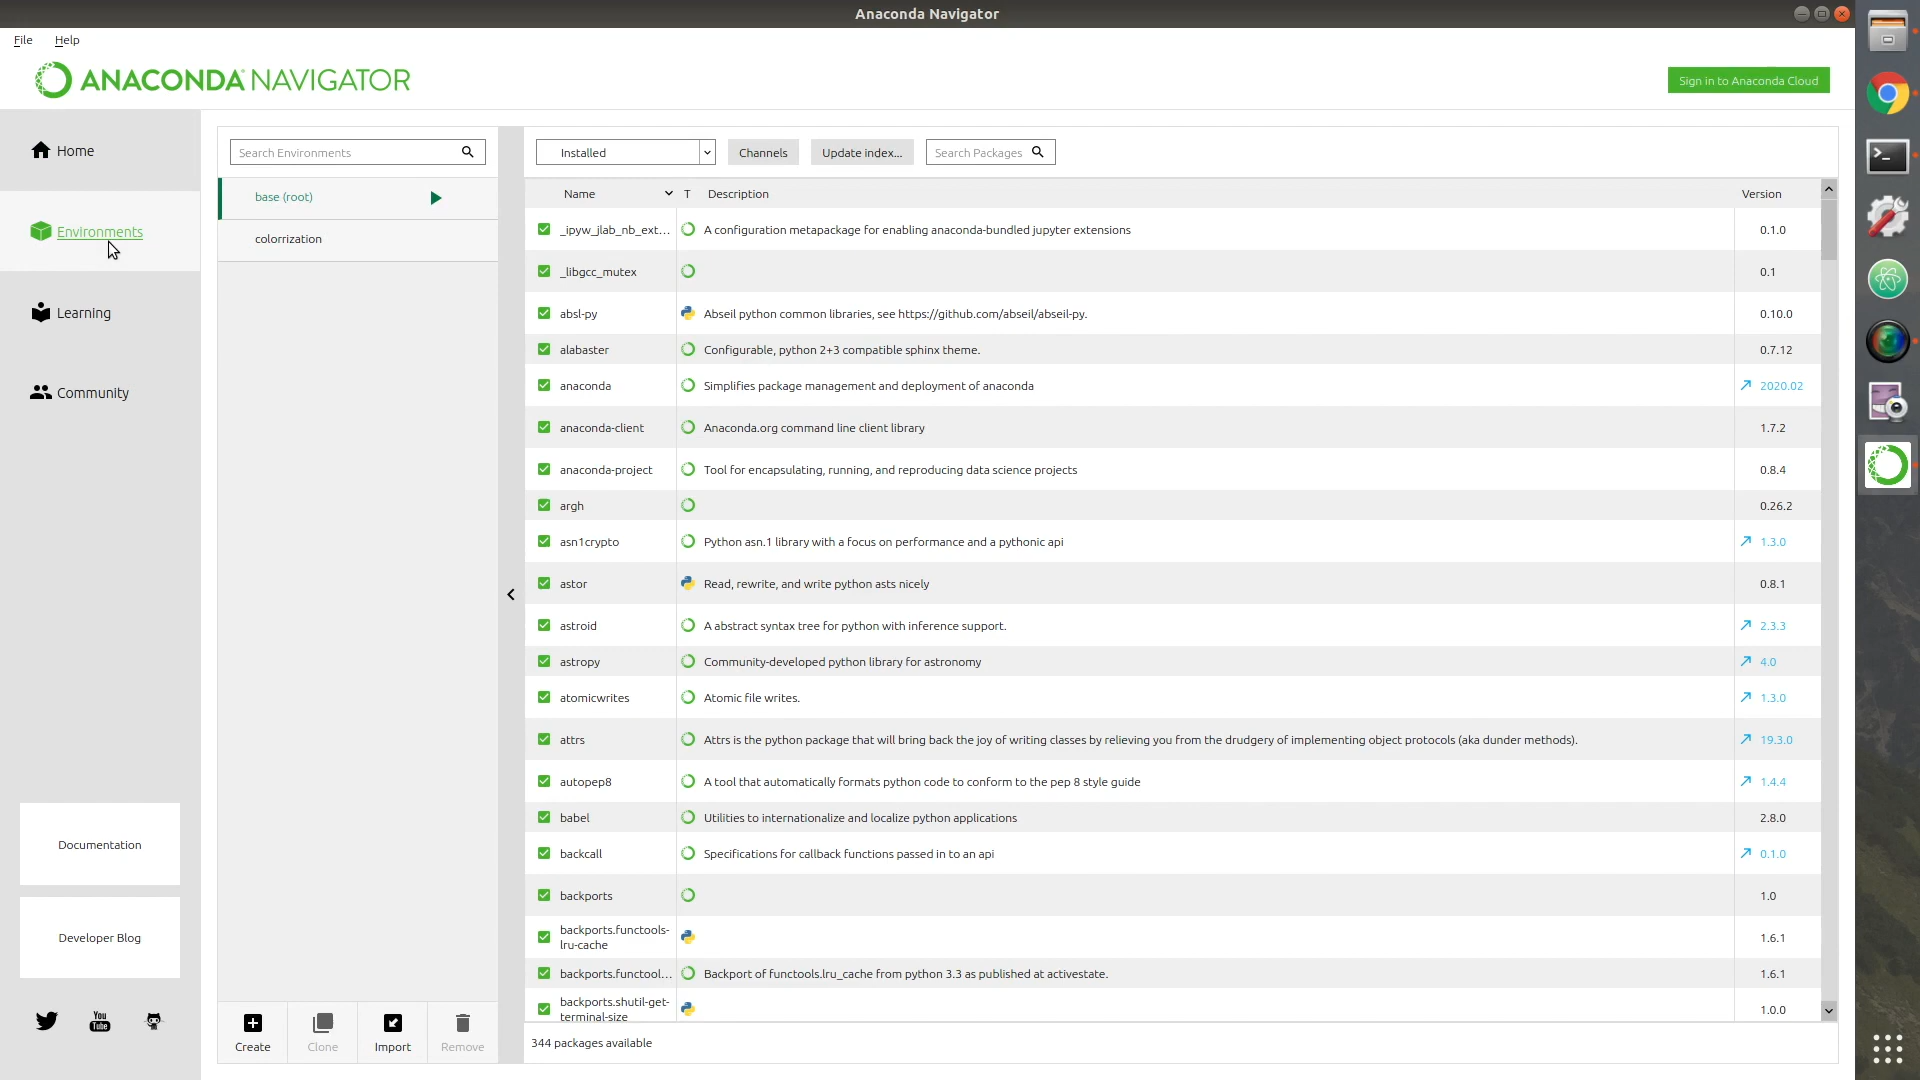 Anaconda Navigator
File Help
ANACONDA NAVIGATOR
Sign in to Anaconda Cloud
Home
Environments
Learning
Community
Documentation
Developer Blog
You
Tube
Search Environments
base (root)
colorrization
Create
Clone
Import
Remove
Installed
Channels
Update index...
Search Packages
Name T Description Version
_ipyw_jlab_nb_ext... A configuration metapackage for enabling anaconda-bundled jupyter extensions 0.1.0
_libgcc_mutex 0.1
absl-py Abseil python common libraries, see https://github.com/abseil/abseil-py. 0.10.0
alabaster Configurable, python 2+3 compatible sphinx theme. 0.7.12
anaconda Simplifies package management and deployment of anaconda 2020.02
anaconda-client Anaconda.org command line client library 1.7.2
anaconda-project Tool for encapsulating, running, and reproducing data science projects 0.8.4
argh 0.26.2
asn1crypto Python asn.1 library with a focus on performance and a pythonic api 1.3.0
astor Read, rewrite, and write python asts nicely 0.8.1
astroid A abstract syntax tree for python with inference support. 2.3.3
astropy Community-developed python library for astronomy 4.0
atomicwrites Atomic file writes. 1.3.0
attrs Attrs is the python package that will bring back the joy of writing classes by relieving you from the drudgery of implementing object protocols (aka dunder methods). 19.3.0
autopep8 A tool that automatically formats python code to conform to the pep 8 style guide 1.4.4
babel Utilities to internationalize and localize python applications 2.8.0
backcall Specifications for callback functions passed in to an api 0.1.0
backports 1.0
backports.functools-
lru-cache 1.6.1
backports.functool... Backport of functools.lru_cache from python 3.3 as published at activestate. 1.6.1
backports.shutil-get-
terminal-size 1.0.0
344 packages available